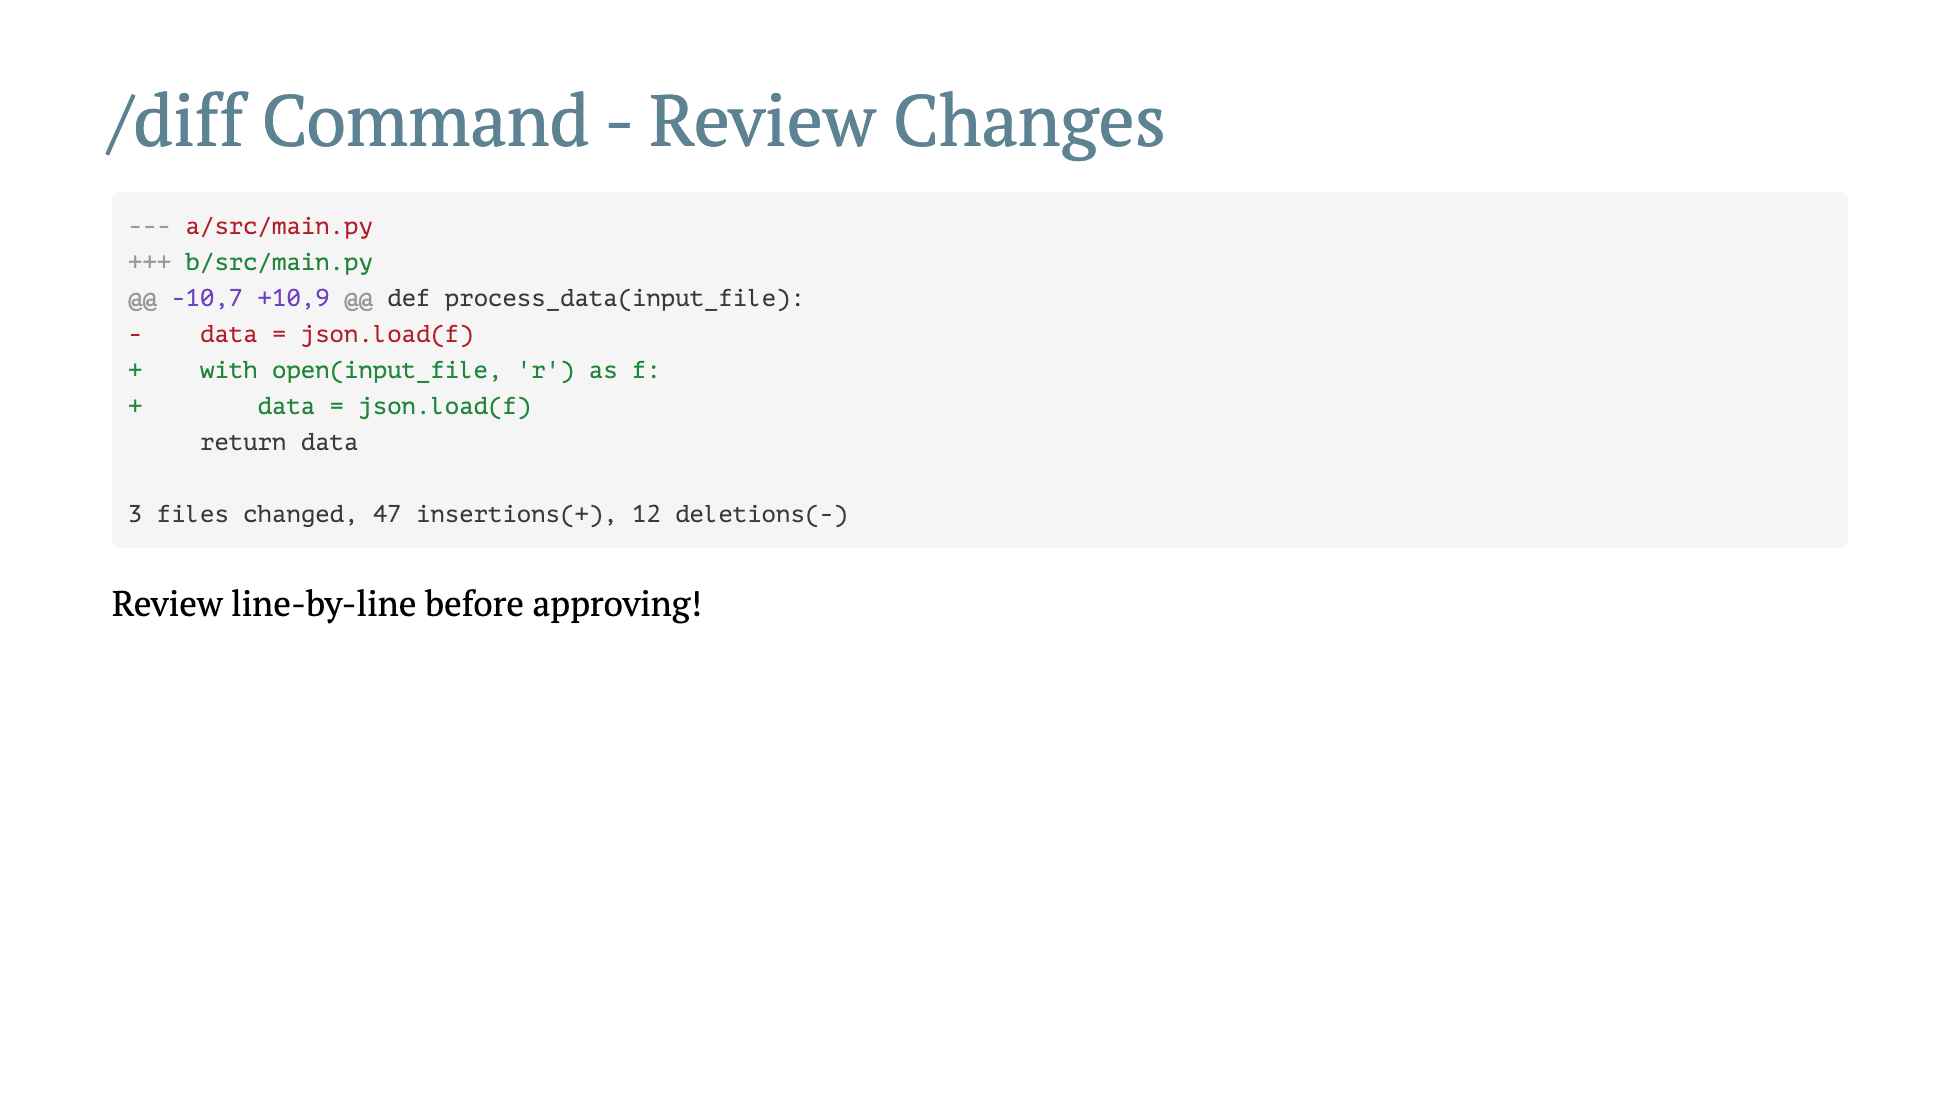 /diff Command - Review Changes
--- a/src/main.py
+++ b/src/main.py
@@ -10,7 +10,9 @@ def process_data(input_file):
-    data = json.load(f)
+    with open(input_file, 'r') as f:
+        data = json.load(f)
     return data
3 files changed, 47 insertions(+), 12 deletions(-)
Review line-by-line before approving!